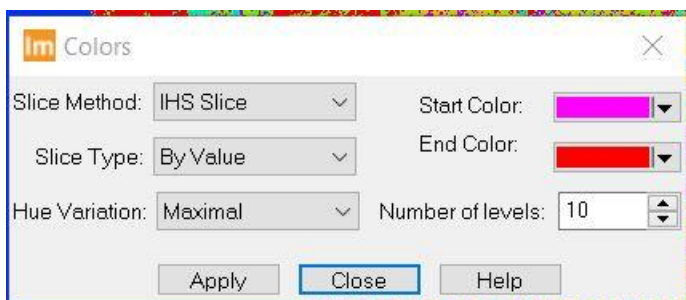 Im Colors
Slice Method: IHS Slice Start Color:
Slice Type: By Value End Color:
Hue Variation: Maximal Number of levels: 10
Apply Close Help